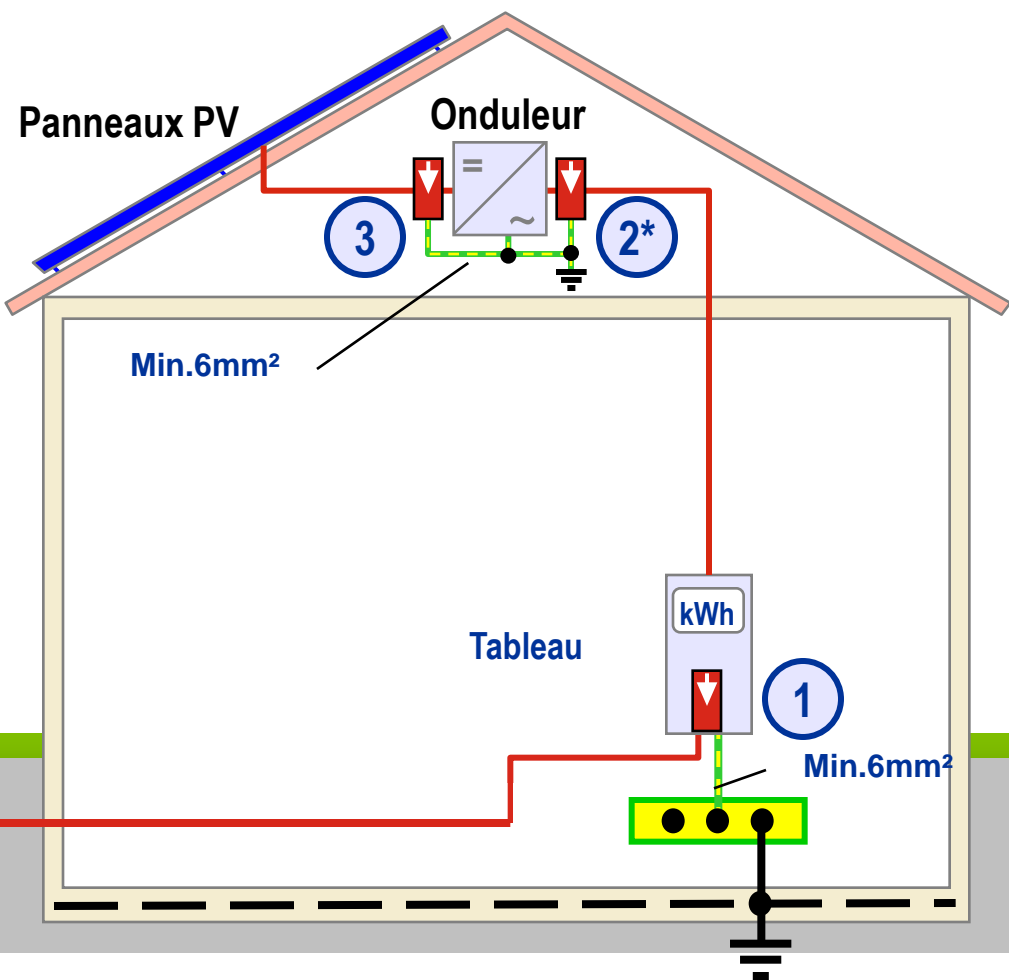 Panneaux PV
Onduleur
=
~
3
2*
Min.6mm²
kWh
Tableau
1
Min.6mm²